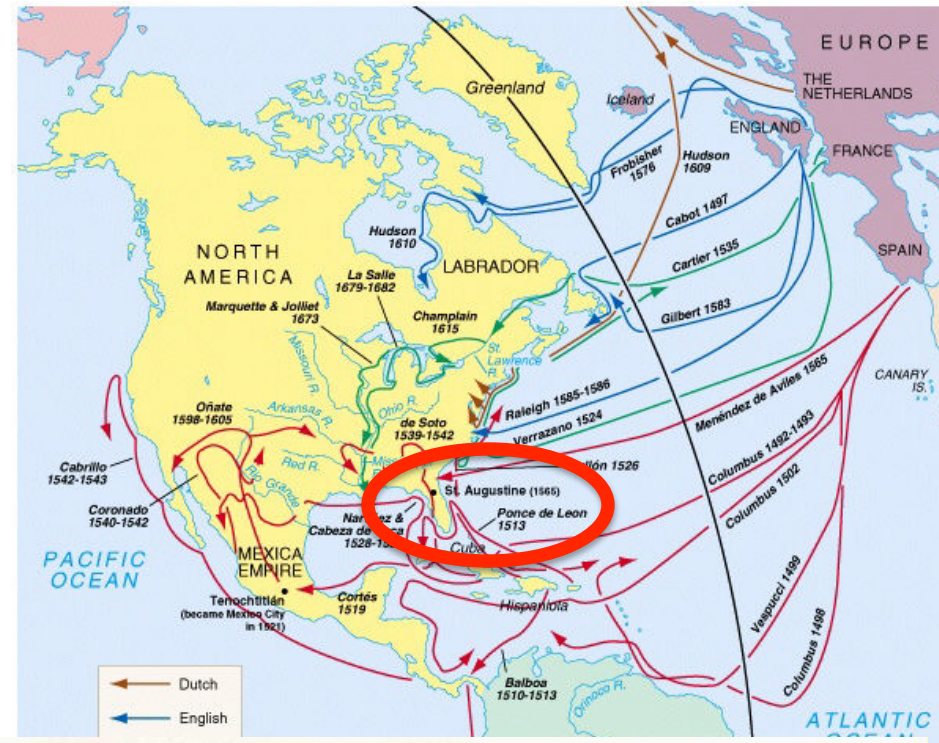 EUROPE
THE
NETHERLANDS
Greenland
Iceland
ENGLAND
FRANCE
Frobisher
1576
Hudson
1609
Cabot 1497
SPAIN
Hudson
1610
NORTH
AMERICA
LABRADOR
Cartier 1535
La Salle
1679-1682
Marquette & Jolliet
1673
Champlain
1615
Gilbert 1583
St.
Lawrence
R.
Missouri R.
CANARY
IS.
Menéndez de Aviles 1565
Raleigh 1585-1586
Ohio R.
Oñate
1598-1605
Arkansas R.
de Soto
1539-1542
Verrazano 1524
Columbus 1492-1493
Red R.
1526
Cabrillo
1542-1543
Rio Grande
St. Augustine (1565)
Columbus 1502
Coronado
1540-1542
Ponce de Leon
1513
&
Cabeza de
Cuba
PACIFIC
OCEAN
MEXICA
EMPIRE
Vespucci 1499
Tenochtitlán
(became Mexico City
in 1521)
Cortés
1519
Hispaniola
Columbus 1498
Balboa
1510-1513
Orinoco R.
Dutch
English
ATLANTIC